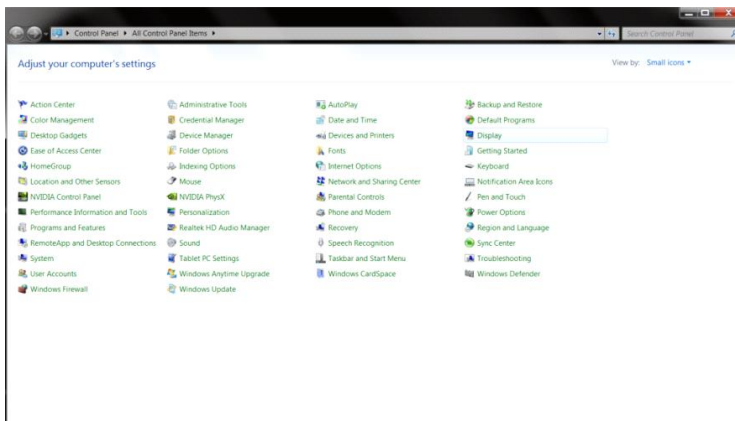 Control Panel All Control Panel Items
Search Control Panel
Adjust your computer's settings
View by: Small icons
Action Center Administrative Tools AutoPlay Backup and Restore
Color Management Credential Manager Date and Time Default Programs
Desktop Gadgets Device Manager Devices and Printers Display
Ease of Access Center Folder Options Fonts Getting Started
HomeGroup Indexing Options Internet Options Keyboard
Location and Other Sensors Mouse Network and Sharing Center Notification Area Icons
NVIDIA Control Panel NVIDIA PhysX Parental Controls Pen and Touch
Performance Information and Tools Personalization Phone and Modem Power Options
Programs and Features Realtek HD Audio Manager Recovery Region and Language
RemoteApp and Desktop Connections Sound Speech Recognition Sync Center
System Tablet PC Settings Taskbar and Start Menu Troubleshooting
User Accounts Windows Anytime Upgrade Windows CardSpace Windows Defender
Windows Firewall Windows Update